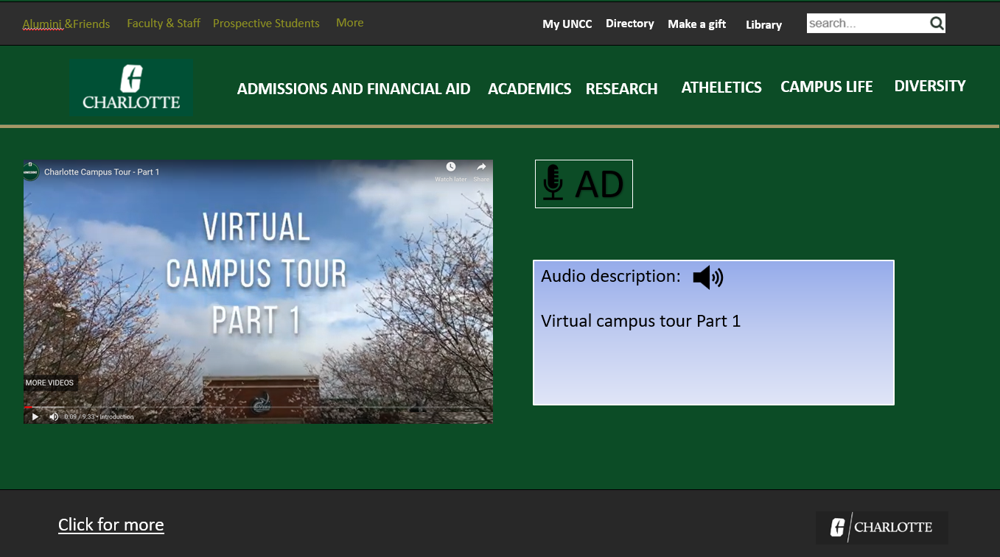 Alumini &Friends Faculty & Staff Prospective Students More My UNCC Directory Make a gift Library search...
CHARLOTTE
ADMISSIONS AND FINANCIAL AID ACADEMICS RESEARCH ATHELETICS CAMPUS LIFE DIVERSITY
Charlotte Campus Tour - Part 1
Watch later Share
VIRTUAL
CAMPUS TOUR
PART 1
MORE VIDEOS
0:09 / 9:33 • Introduction
AD
Audio description:
Virtual campus tour Part 1
Click for more
CHARLOTTE